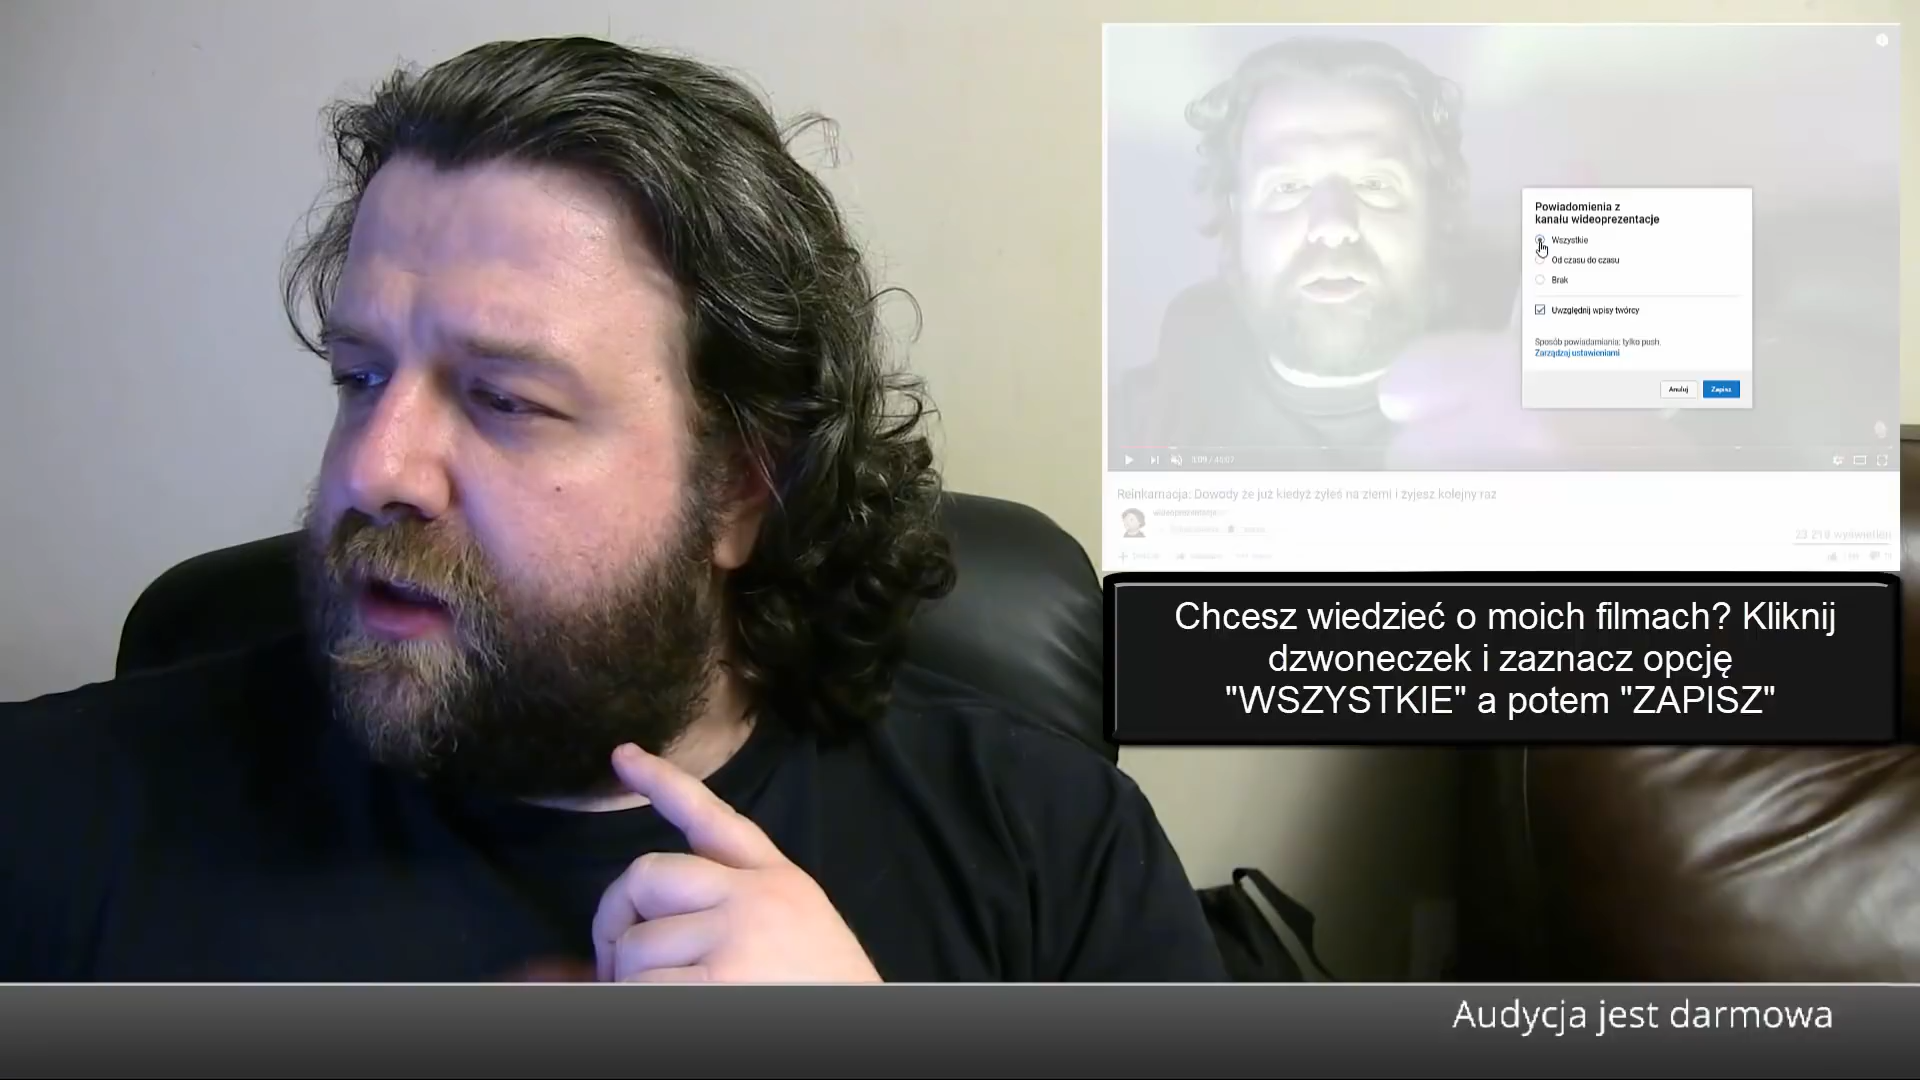 Powiadomienia z
kanału wideoprezentacje
Wszystkie
Od czasu do czasu
Brak
Uwzględnij wpisy twórcy
Sposób powiadamiania: tylko push.
Zarządzaj ustawieniami
Anuluj
Zapisz
Reinkarnacja: Dowody że już kiedyż żyłeś na ziemi i żyjesz kolejny raz
wideoprezentacje
Chcesz wiedzieć o moich filmach? Kliknij
dzwoneczek i zaznacz opcję
"WSZYSTKIE" a potem "ZAPISZ"
Audycja jest darmowa